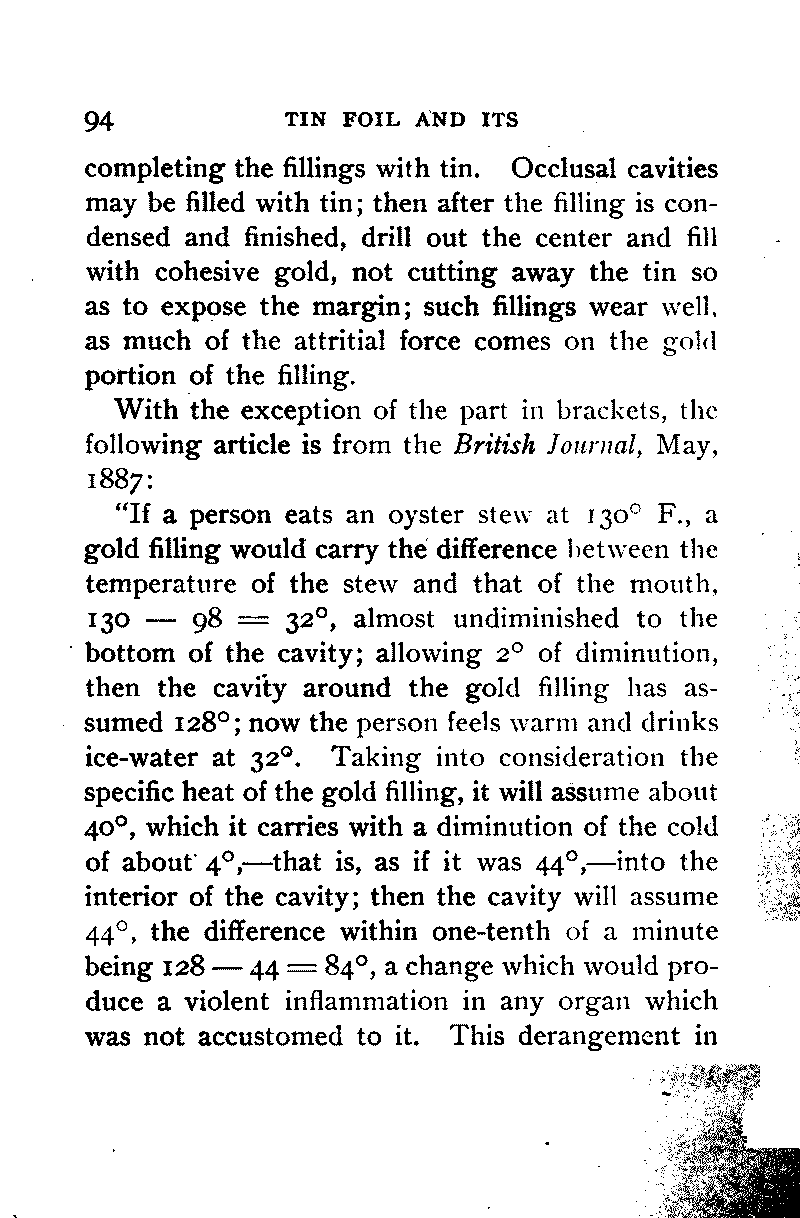 94 TIN FOIL AND ITS
completing the fillings with tin. Occlusal cavities
may be filled with tin; then after the filling is con-
densed and finished, drill out the center and fill
with cohesive gold, not cutting away the tin so
as to expose the margin; such fillings wear well,
as much of the attritial force comes on the gold
portion of the filling.
With the exception of the part in brackets, the
following article is from the British Journal, May,
1887:
“If a person eats an oyster stew at 130° F., a
gold filling would carry the difference between the
temperature of the stew and that of the mouth,
130 — 98 = 32°, almost undiminished to the
bottom of the cavity; allowing 2° of diminution,
then the cavity around the gold filling has as-
sumed 128°; now the person feels warm and drinks
ice-water at 32°. Taking into consideration the
specific heat of the gold filling, it will assume about
40°, which it carries with a diminution of the cold
of about 4°,—that is, as if it was 44°,—into the
interior of the cavity; then the cavity will assume
44°, the difference within one-tenth of a minute
being 128 — 44 = 84°, a change which would pro-
duce a violent inflammation in any organ which
was not accustomed to it. This derangement in